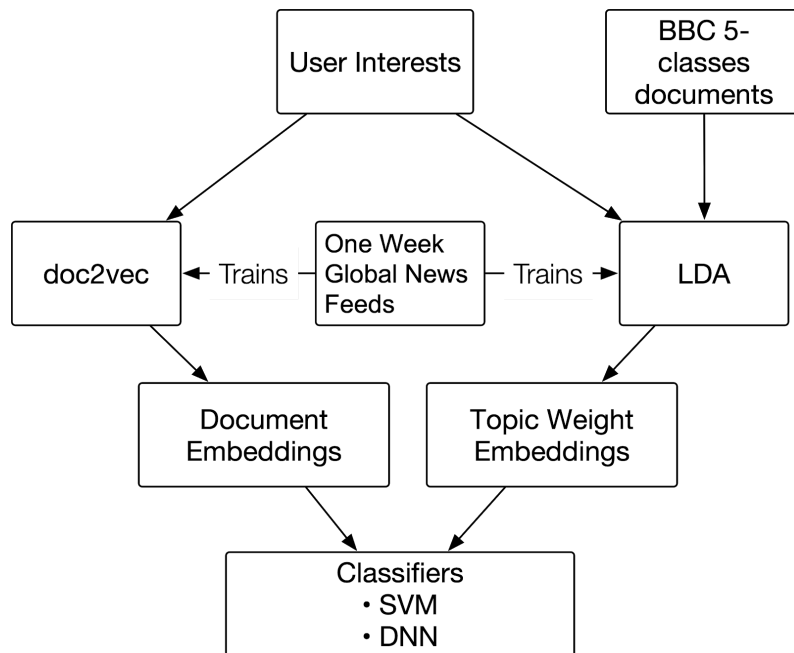 User Interests
BBC 5-
classes
documents
doc2vec
Trains
One Week
Global News
Feeds
Trains
LDA
Document
Embeddings
Topic Weight
Embeddings
Classifiers
• SVM
• DNN